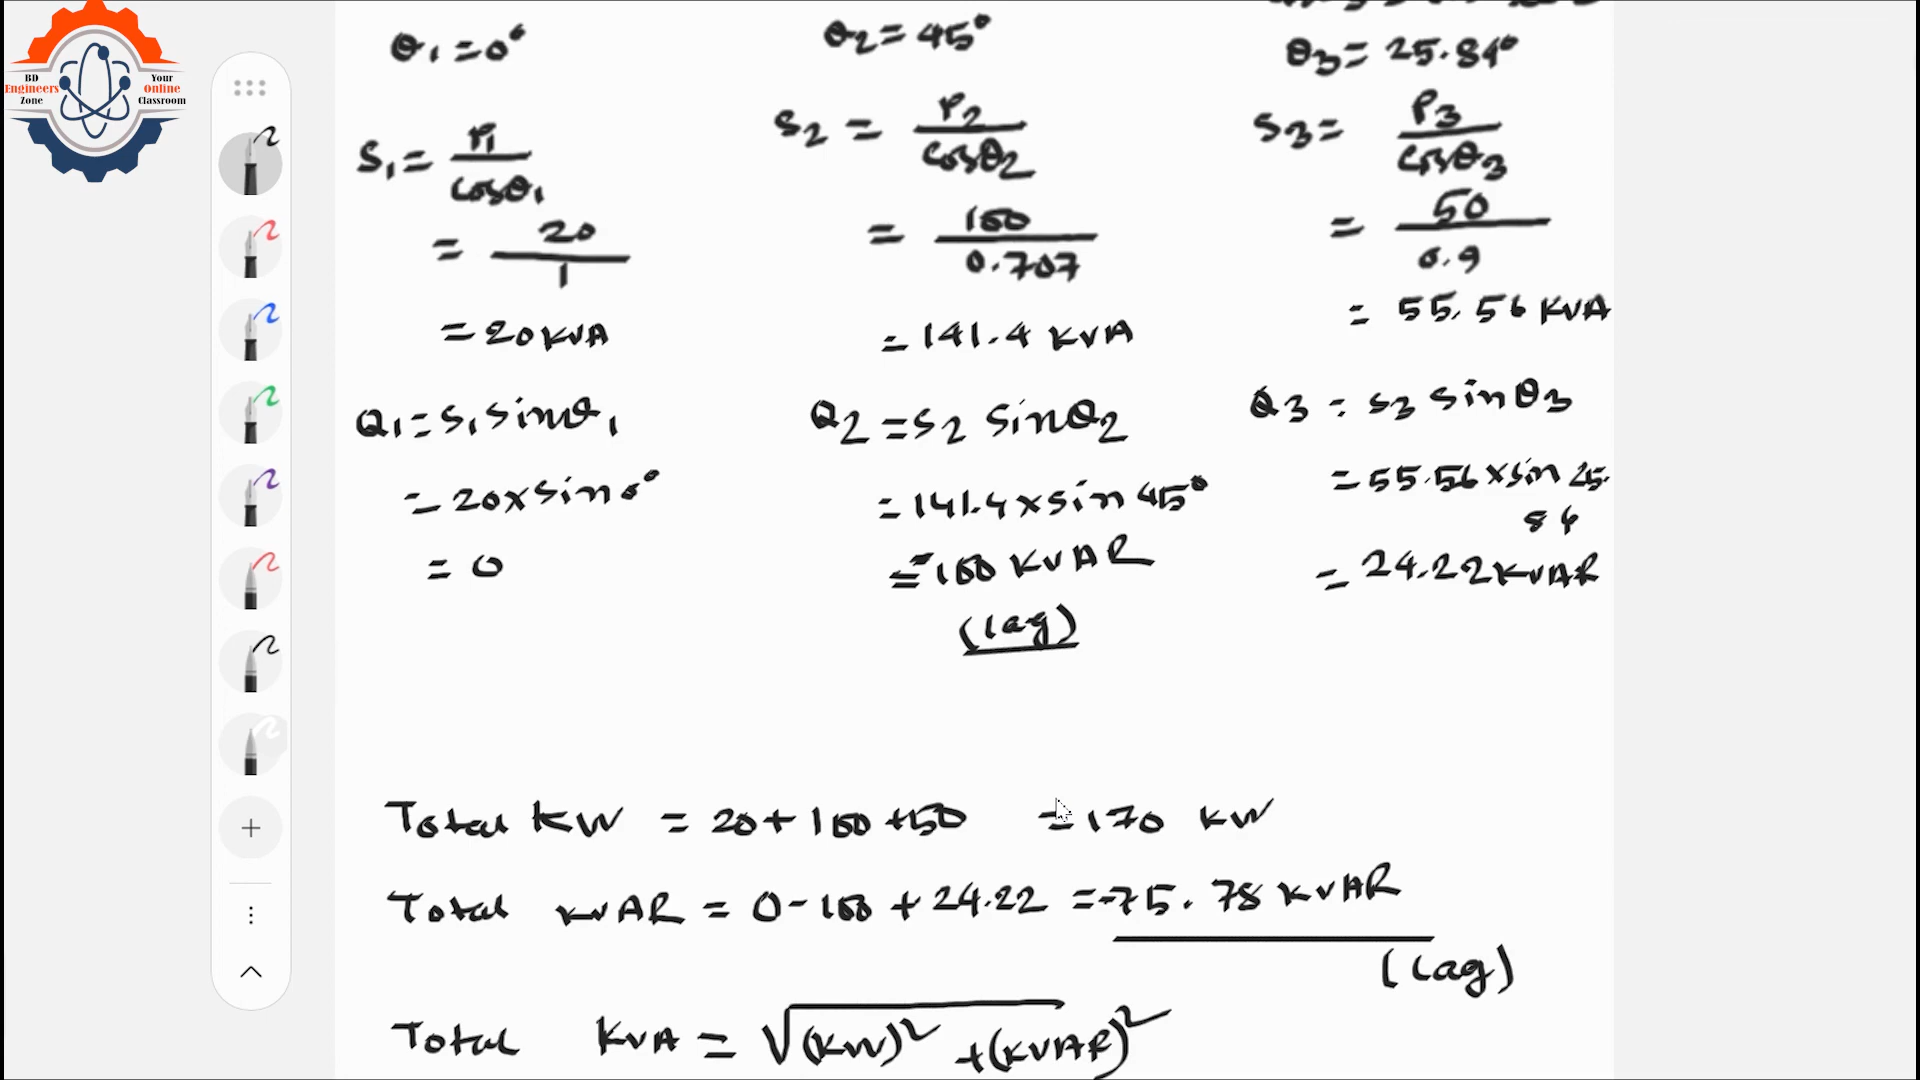 BD Your
Engineers Online
Zone Classroom
θ1 = 0°
S1 = P1 / cosθ1
= 20 / 1
= 20 KVA
Q1 = S1 sinθ1
= 20 x sin 0°
= 0
θ2 = 45°
S2 = P2 / cosθ2
= 100 / 0.707
= 141.4 KVA
Q2 = S2 sinθ2
= 141.4 x sin 45°
= -100 KVAR
(lag)
θ3 = 25.84°
S3 = P3 / cosθ3
= 50 / 0.9
= 55.56 KVA
Q3 = S3 sinθ3
= 55.56 x sin 25.
84
= 24.22 KVAR
Total KW = 20 + 100 + 50 = 170 KW
Total KVAR = 0 - 100 + 24.22 = -75.78 KVAR
(lag)
Total KVA = √(KW)² + (KVAR)²